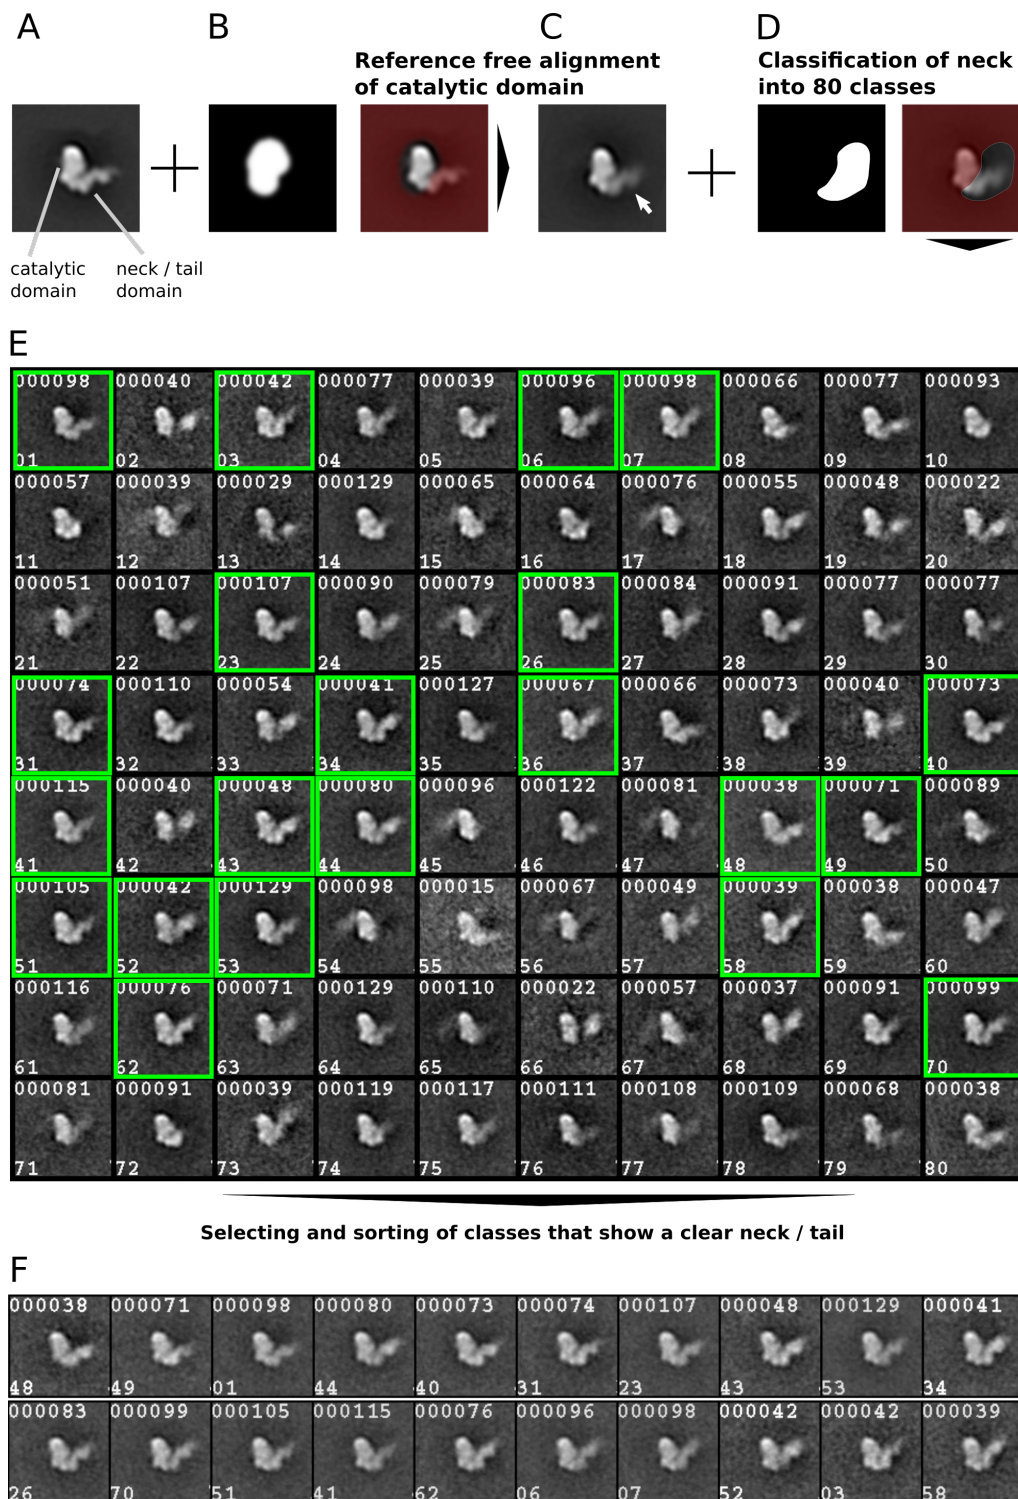 A B C D
Reference free alignment
of catalytic domain
Classification of neck
into 80 classes
catalytic
domain
neck / tail
domain
E
000098 000040 000042 000077 000039 000096 000098 000066 000077 000093
01 02 03 04 05 06 07 08 09 10
000057 000039 000029 000129 000065 000064 000076 000055 000048 000022
11 12 13 14 15 16 17 18 19 20
000051 000107 000107 000090 000079 000083 000084 000091 000077 000077
21 22 23 24 25 26 27 28 29 30
000074 000110 000054 000041 000127 000067 000066 000073 000040 000073
31 32 33 34 35 36 37 38 39 40
000115 000040 000048 000080 000096 000122 000081 000038 000071 000089
41 42 43 44 45 46 47 48 49 50
000105 000042 000129 000098 000015 000067 000049 000039 000038 000047
51 52 53 54 55 56 57 58 59 60
000116 000076 000071 000129 000110 000022 000057 000037 000091 000099
61 62 63 64 65 66 67 68 69 70
000081 000091 000039 000119 000117 000111 000108 000109 000068 000038
71 72 73 74 75 76 77 78 79 80
Selecting and sorting of classes that show a clear neck / tail
F
000038 000071 000098 000080 000073 000074 000107 000048 000129 000041
48 49 01 44 40 31 23 43 53 34
000083 000099 000105 000115 000076 000096 000098 000042 000042 000039
26 70 51 41 62 06 07 52 03 58